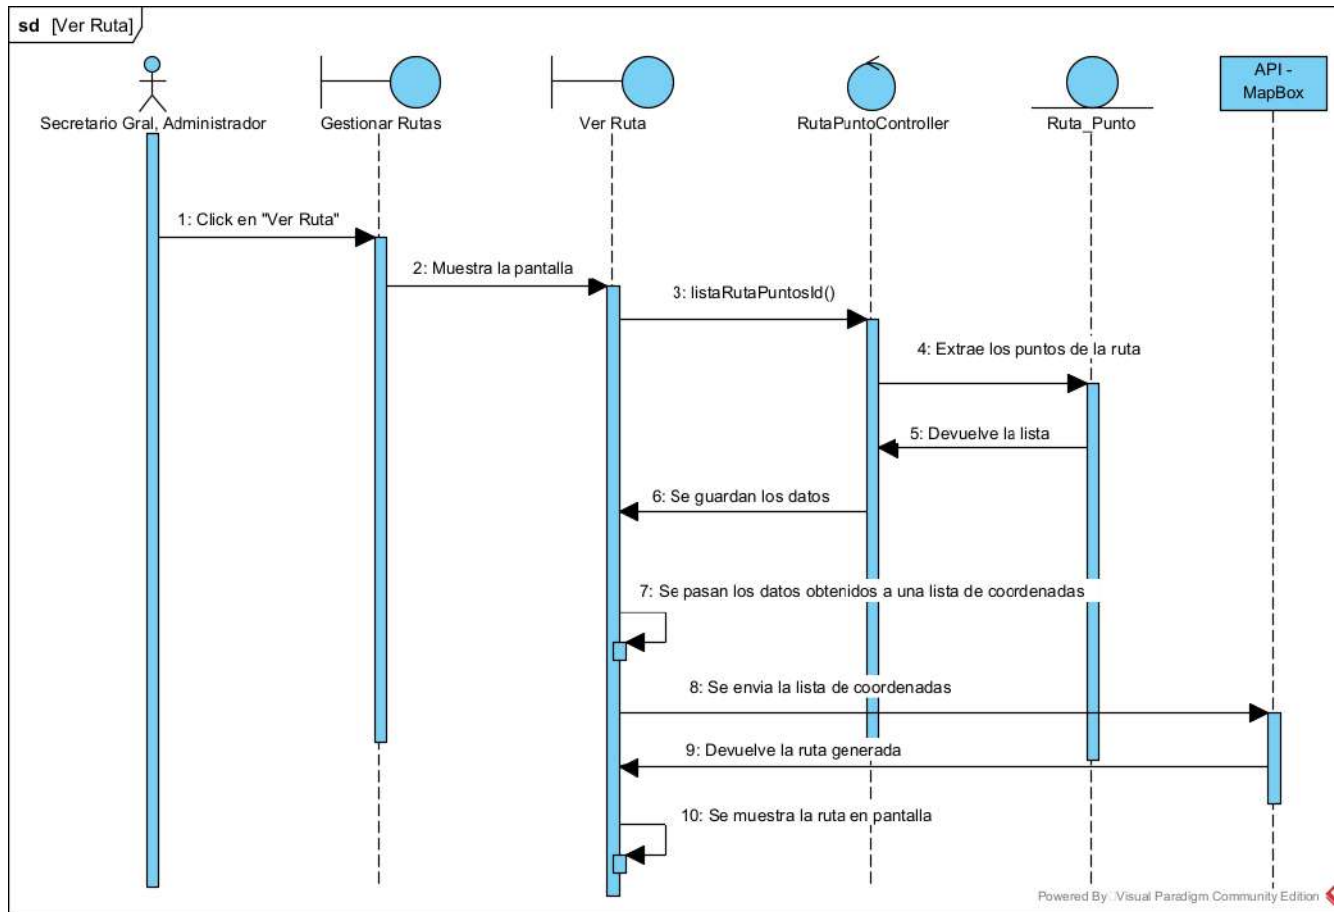 sd [Ver Ruta]
Secretario Gral, Administrador
Gestionar Rutas
Ver Ruta
RutaPuntoController
Ruta_Punto
API -
MapBox
1: Click en "Ver Ruta"
2: Muestra la pantalla
3: listaRutaPuntosId()
4: Extrae los puntos de la ruta
5: Devuelve la lista
6: Se guardan los datos
7: Se pasan los datos obtenidos a una lista de coordenadas
8: Se envia la lista de coordenadas
9: Devuelve la ruta generada
10: Se muestra la ruta en pantalla
Powered By Visual Paradigm Community Edition